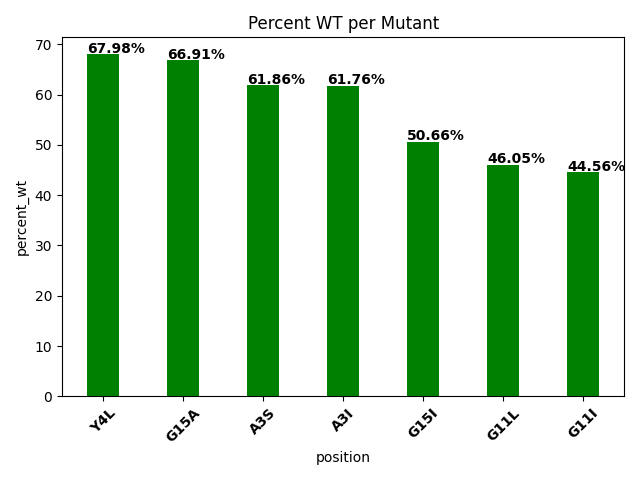 Percent WT per Mutant
67.98%
66.91%
61.86%
61.76%
50.66%
46.05%
44.56%
percent_wt
70
60
50
40
30
20
10
0
Y4L
G15A
A3S
A3I
G15I
G11L
G11I
position